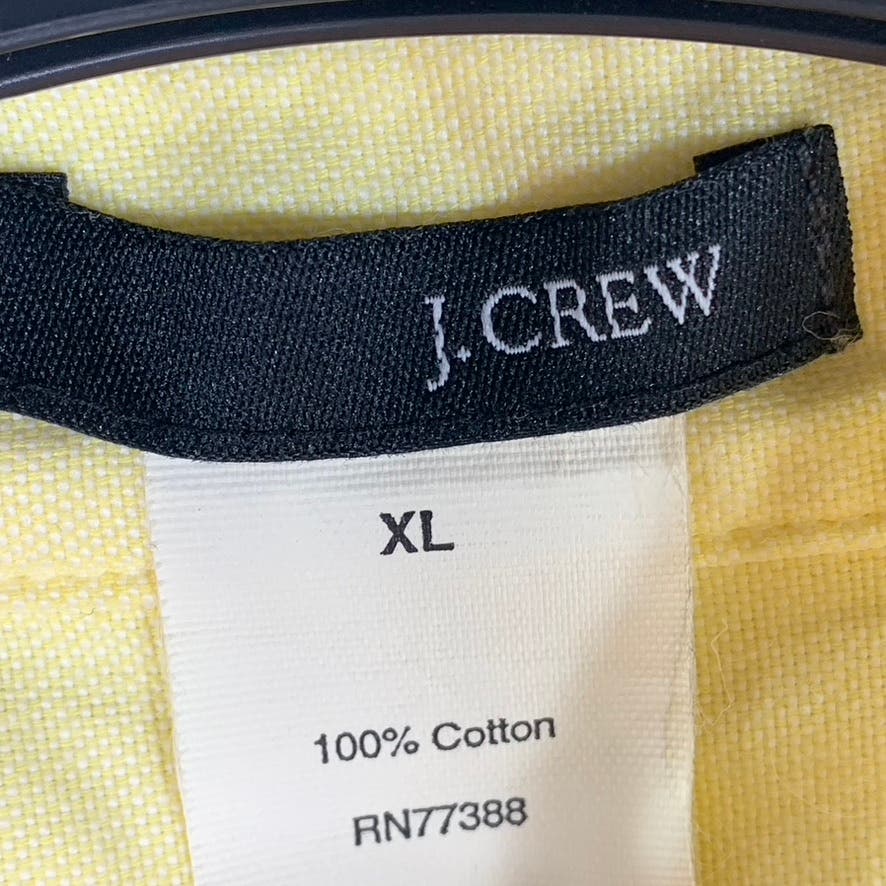 J.CREW
XL
100% Cotton
RN77388